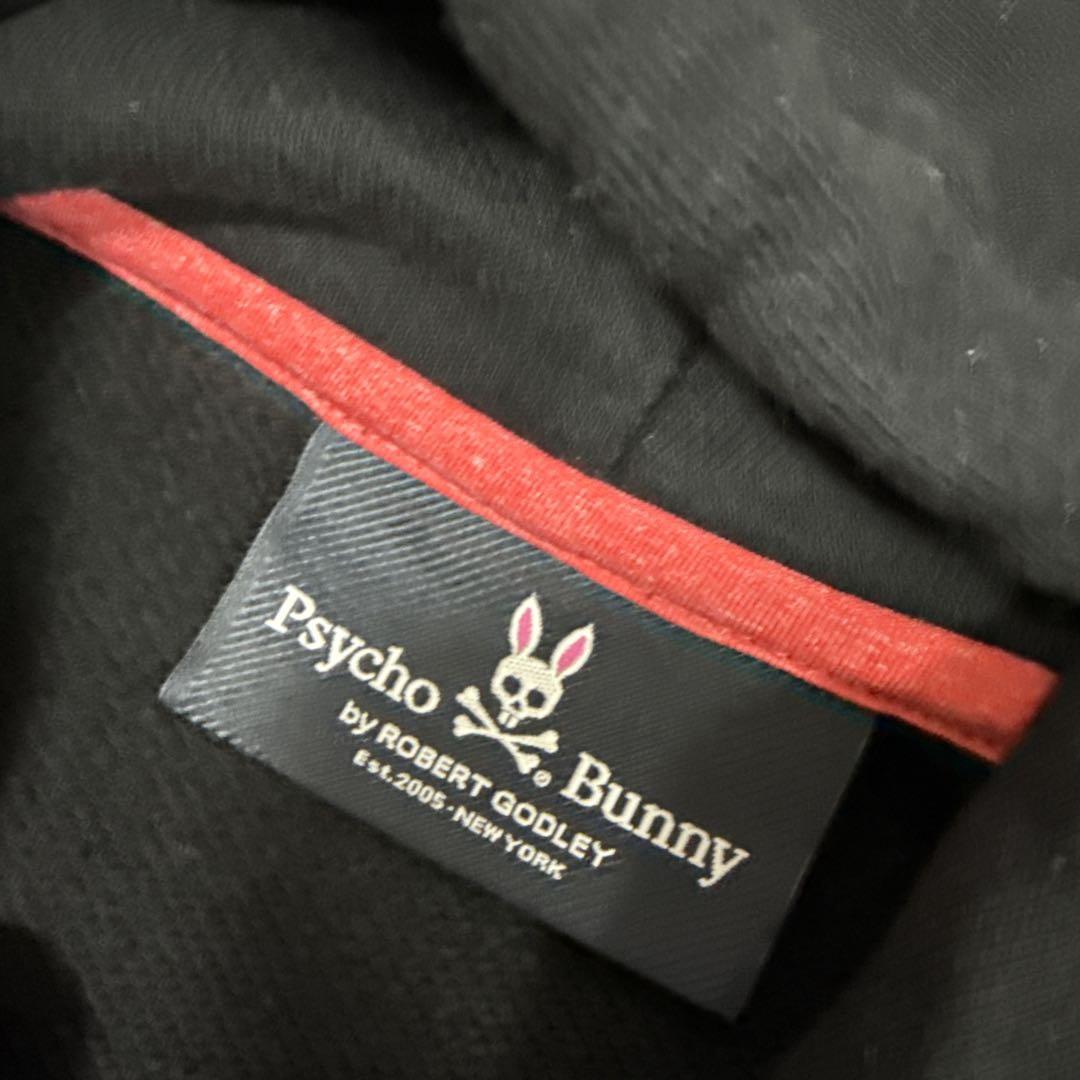 Psycho Bunny®
by ROBERT GODLEY
Est.2005·NEW YORK